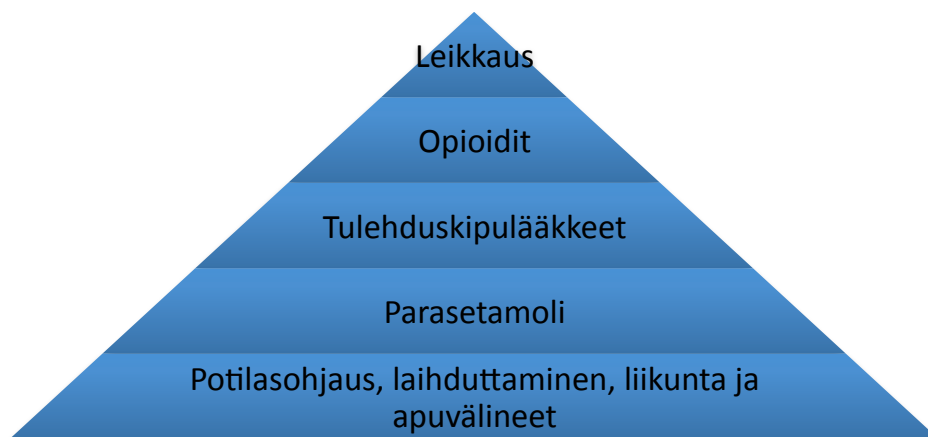 Leikkaus
Opioidit
Tulehduskipulääkkeet
Parasetamoli
Potilasohjaus, laihduttaminen, liikunta ja
apuvälineet